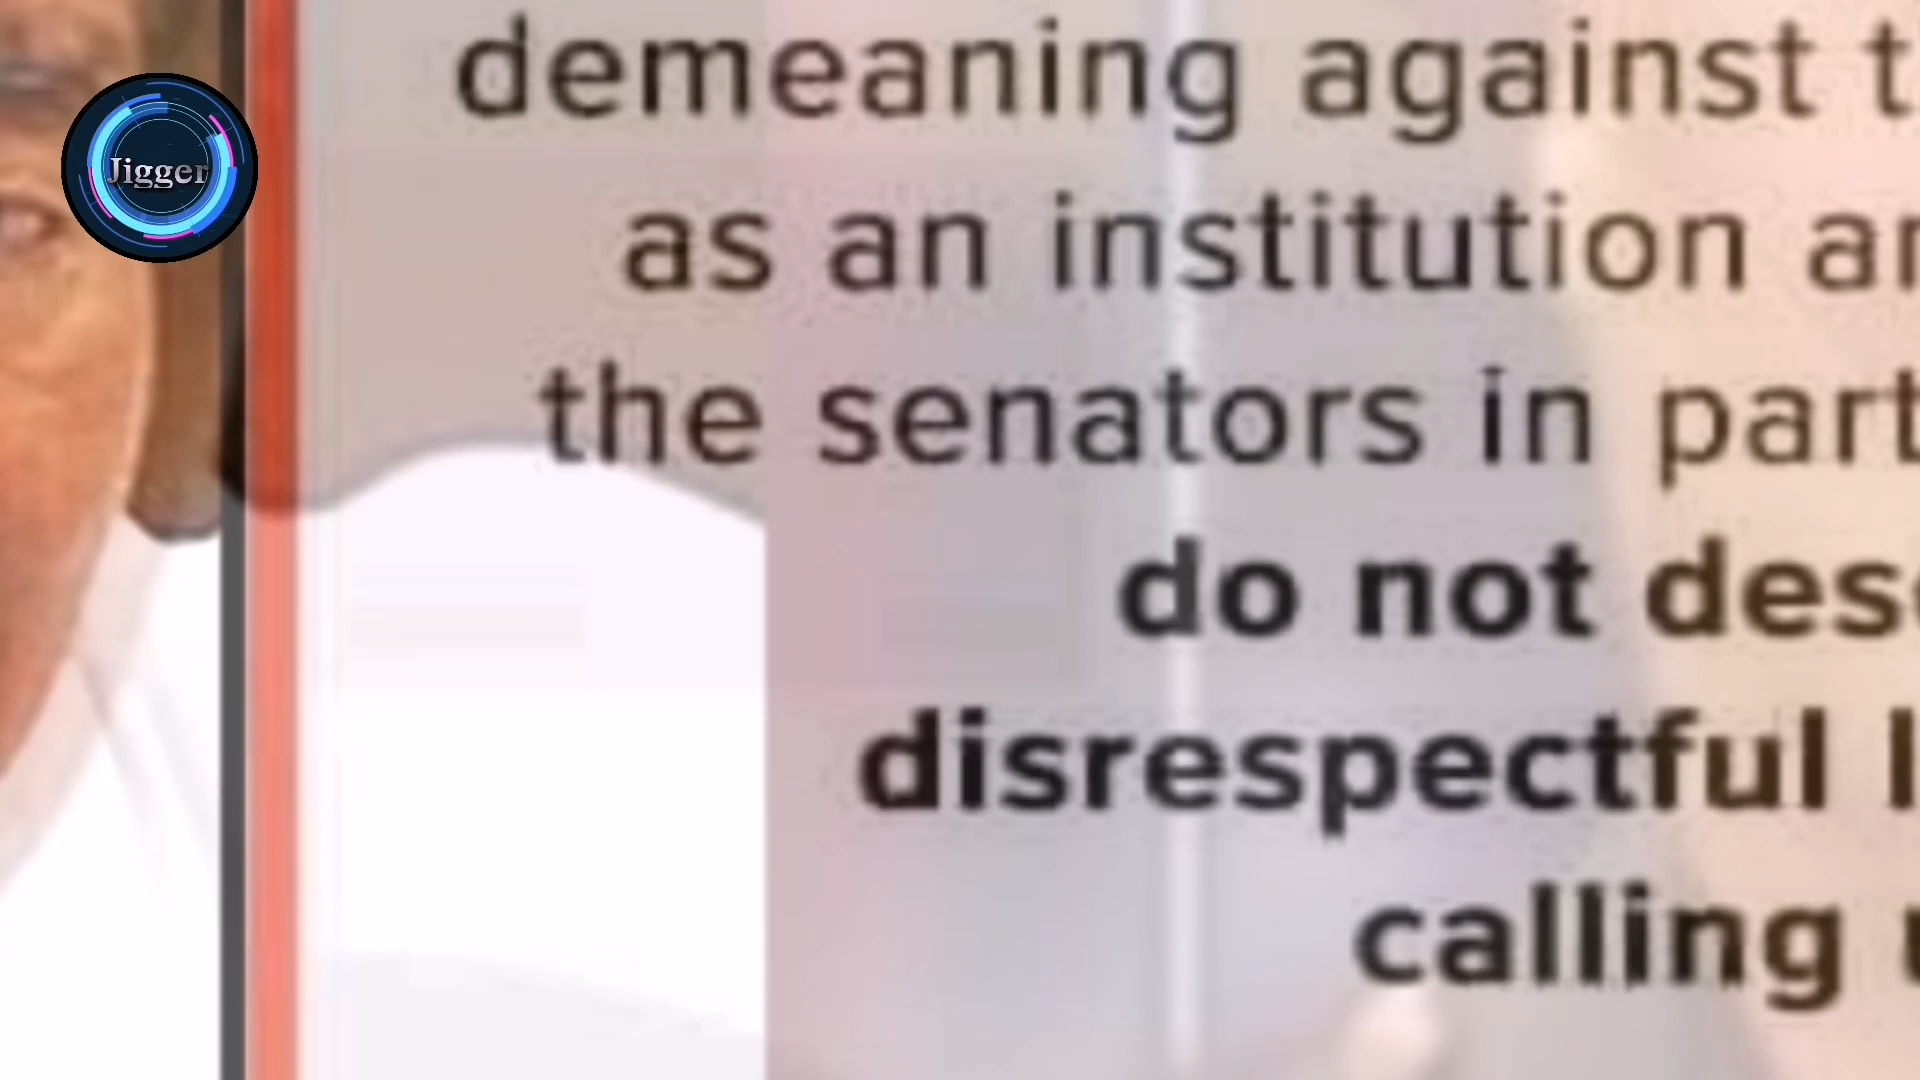 Jigger
demeaning against
as an institution
the senators in
do not
disrespectful
calling